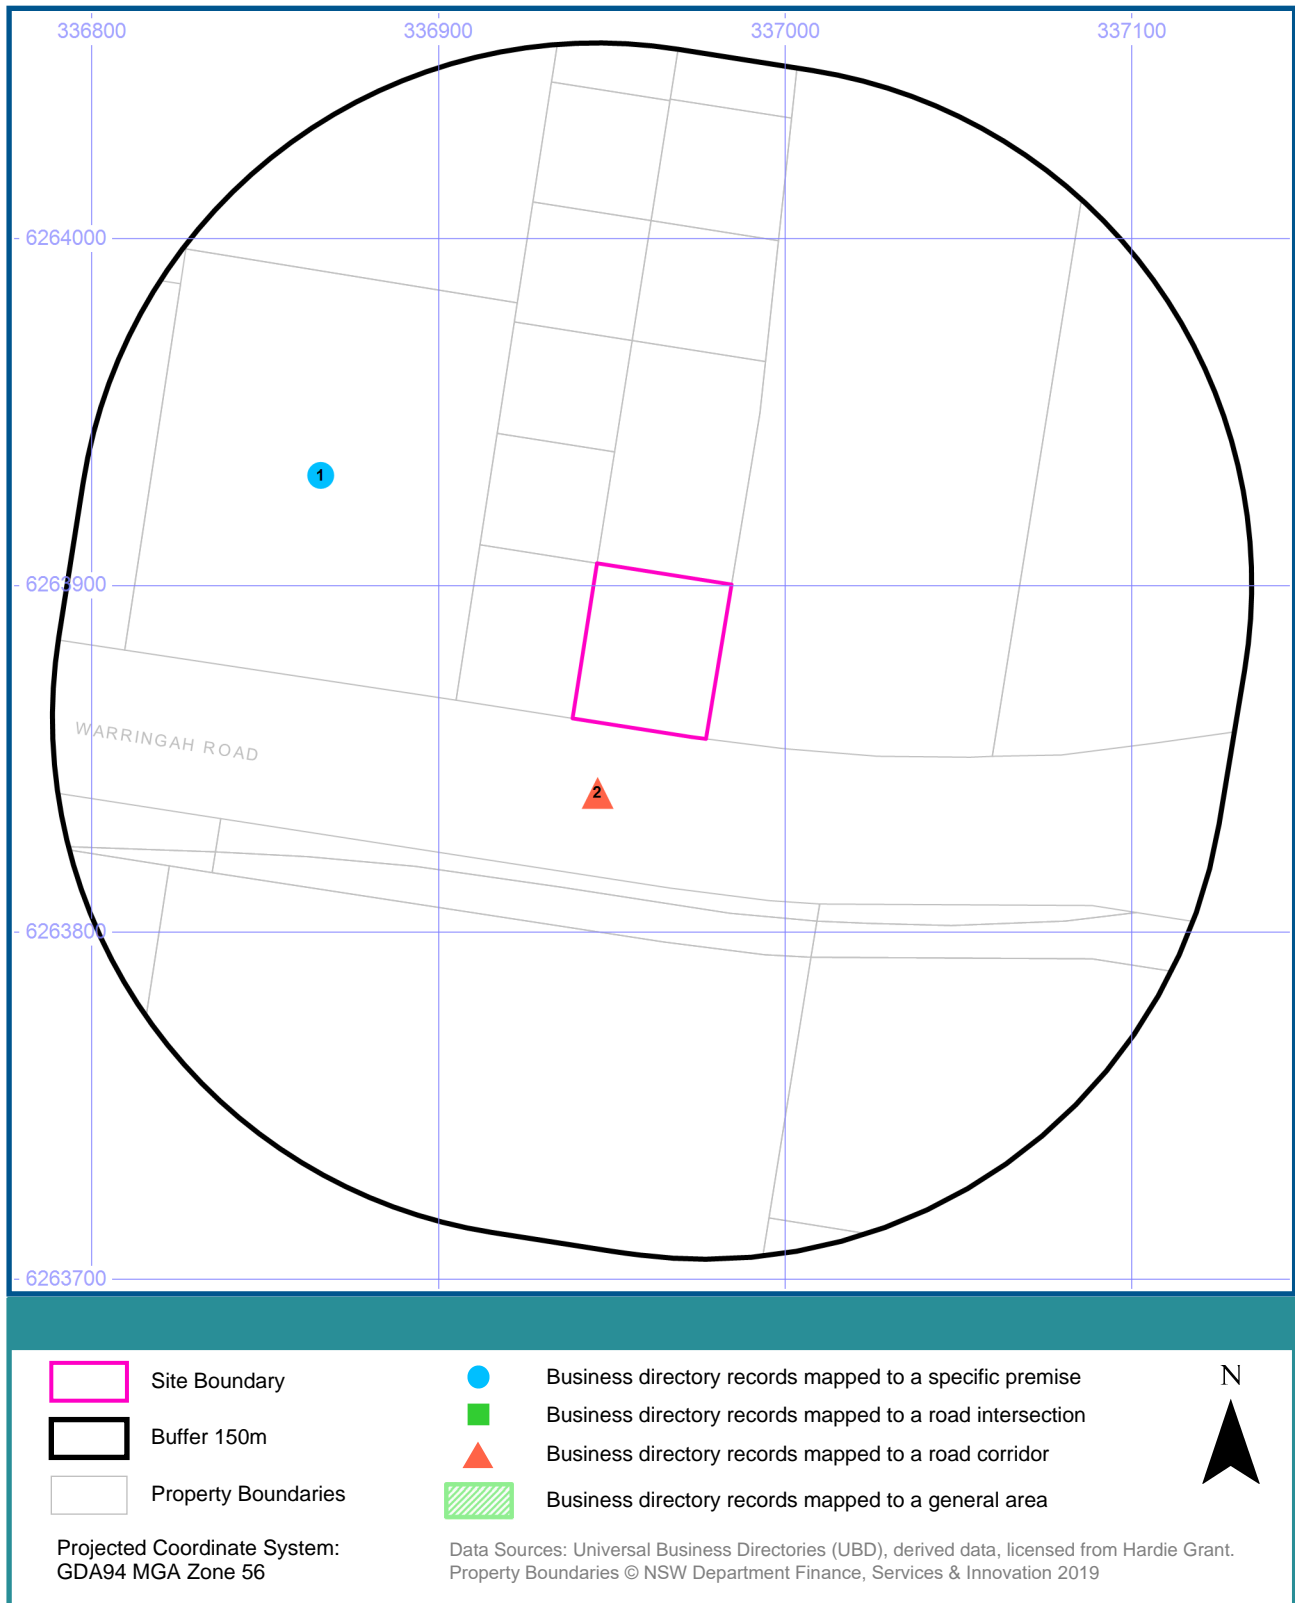 336800
336900
337000
337100
6264000
1
6263900
WARRINGAH ROAD
2
6263800
6263700
Site Boundary
Buffer 150m
Property Boundaries
Projected Coordinate System:
GDA94 MGA Zone 56
Business directory records mapped to a specific premise
Business directory records mapped to a road intersection
Business directory records mapped to a road corridor
Business directory records mapped to a general area
Data Sources: Universal Business Directories (UBD), derived data, licensed from Hardie Grant.
Property Boundaries © NSW Department Finance, Services & Innovation 2019
N